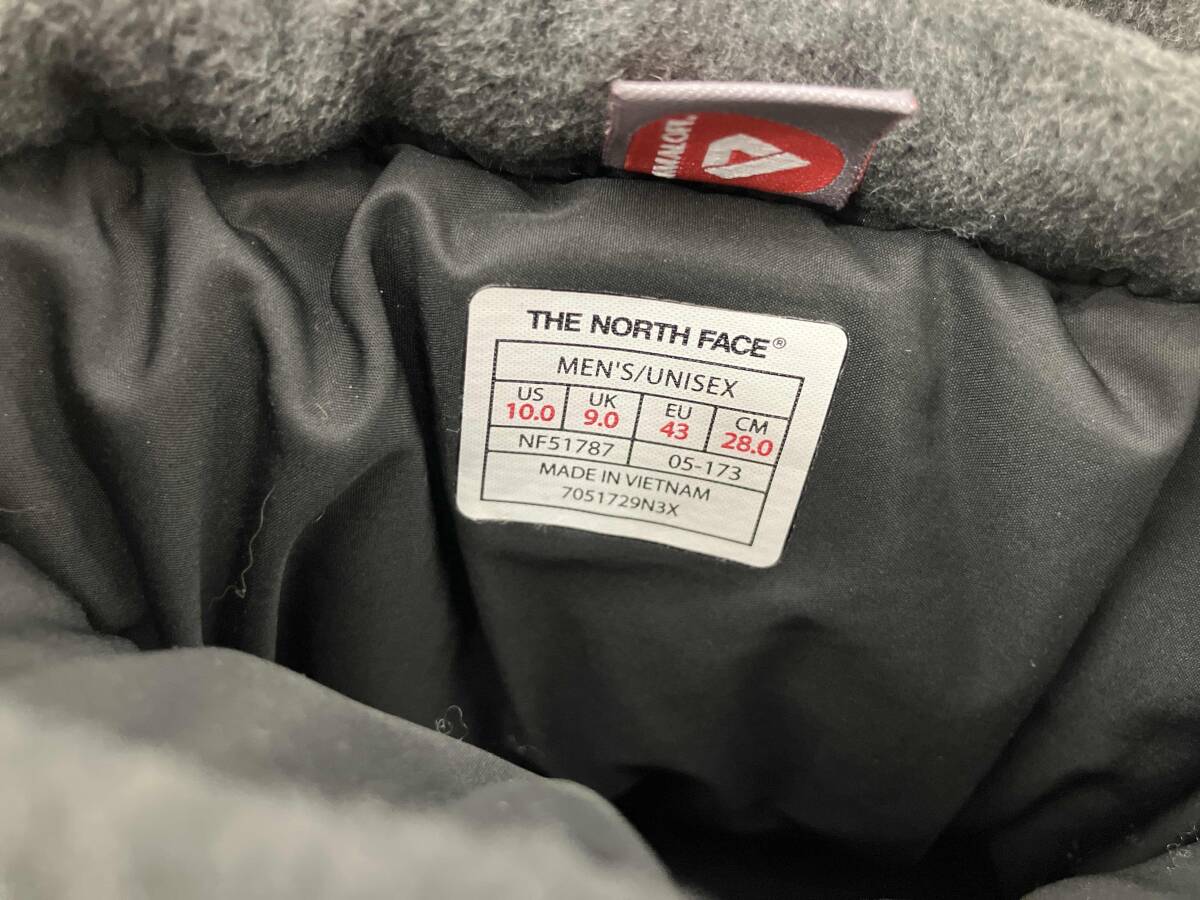 THE NORTH FACE®
MEN'S/UNISEX
US UK EU CM
10.0 9.0 43 28.0
NF51787 05-173
MADE IN VIETNAM
7051729N3X